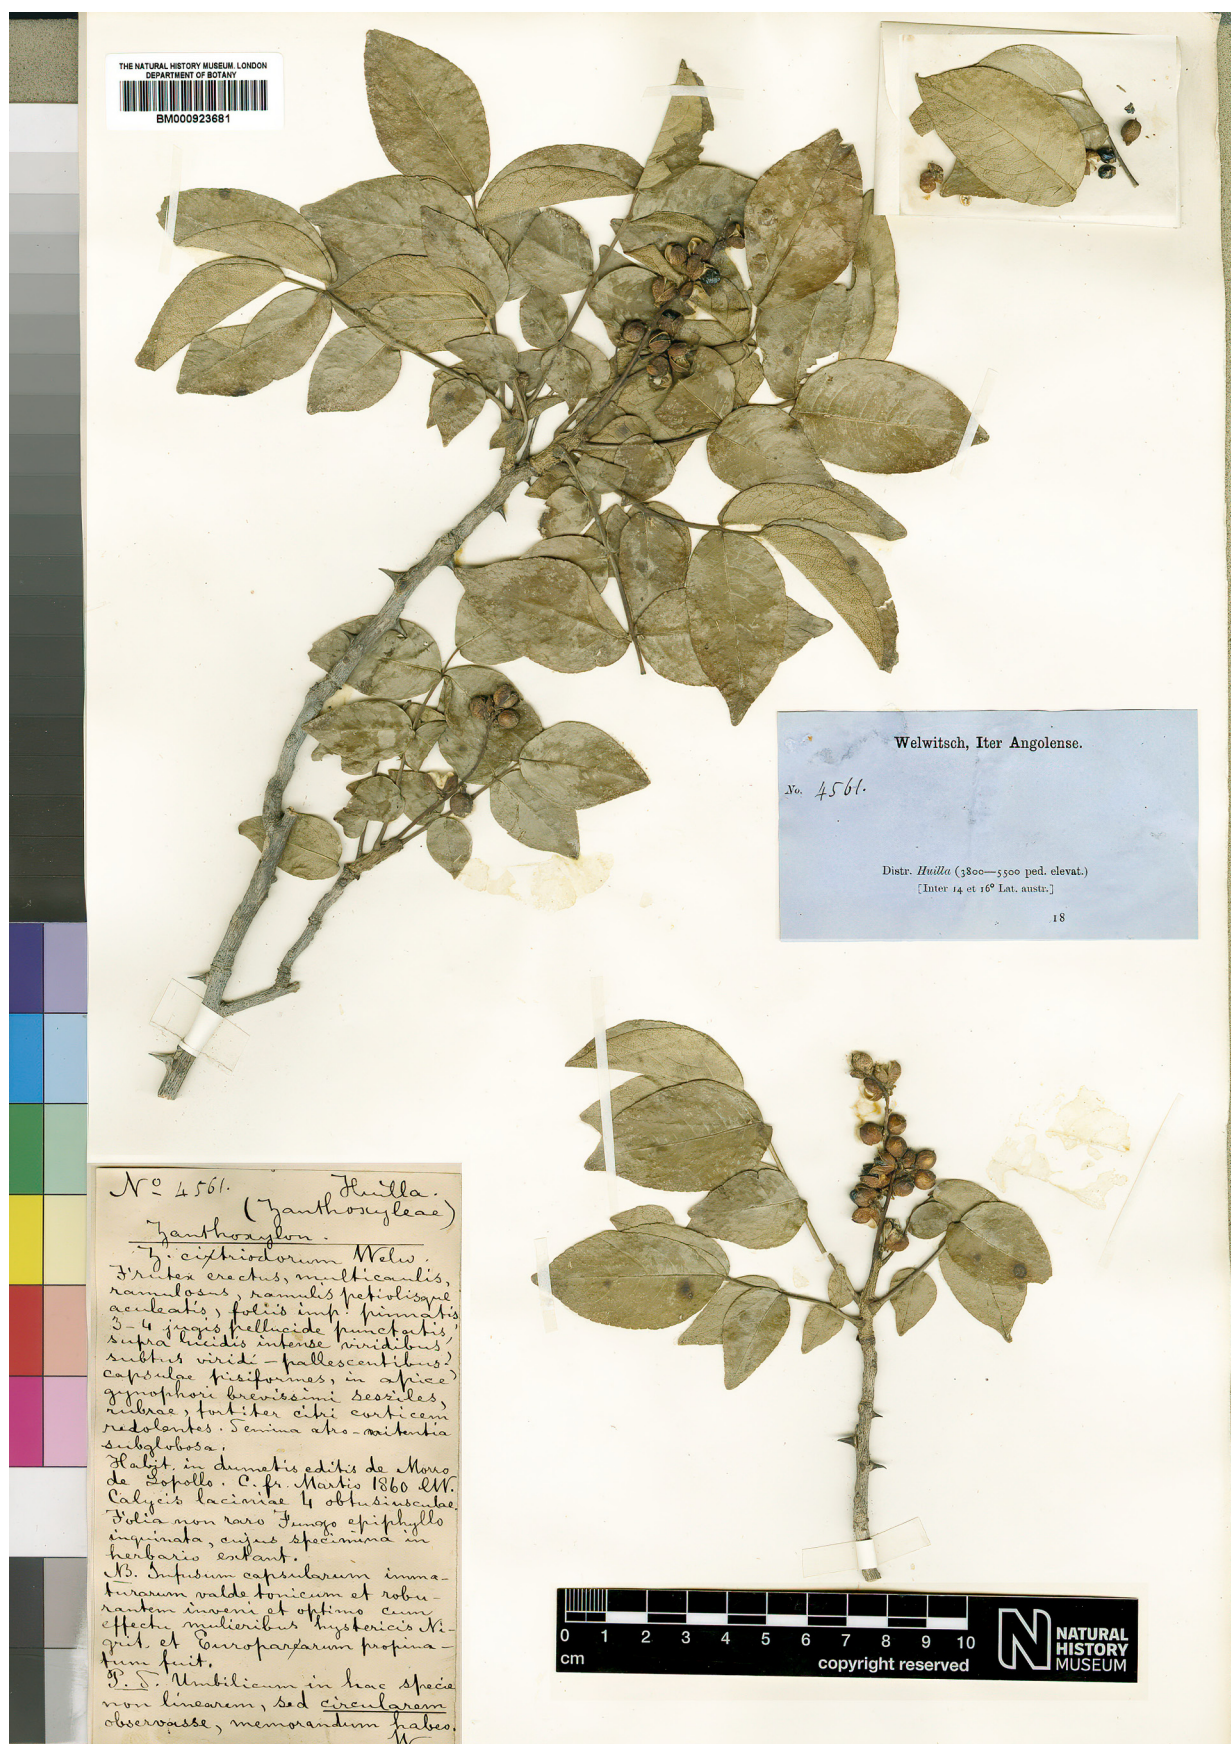 THE NATURAL HISTORY MUSEUM, LONDON
DEPARTMENT OF BOTANY
BM000923681
Welwitsch, Iter Angolense.
No. 4561.
Distr. Huilla (3800—5500 ped. elevat.)
[Inter 14 et 16° Lat. austr.]
18
No 4561. Huilla.
(Zanthoxyleae)
Zanthoxylon.
Z. citriodorum Welw.
Frutex erectus, multicaulis,
ramulosus, ramulis petiolisque
aculeatis, foliis imp. pinnatis
3-4 jugis pellucide punctatis,
supra lucidis intense viridibus,
subtus viridi-pallescentibus.
capsulae pisiformes, in apice
gynophori brevissimi sessiles,
rubrae, fortiter citri corticem
redolentes. Semina atro-nitentia
subglobosa.
Habit. in dumetis editis de Morro
de Lopollo. C. fr. Martio 1860 W.
Calycis laciniae 4 obtusiusculae.
Folia non raro Fungo epiphyllo
inquinata, cujus specimina in
herbario extant.
NB. Infusum capsularum imma-
turarum valde tonicum et robu-
rantem inveni et optimo cum
effectu mulieribus hystericis Ni-
grit. et Europaearum propina-
tum fuit.
P. S. Umbilicum in hac specie
non linearem, sed circularem
observasse, memorandum habeo.
W.
0 1 2 3 4 5 6 7 8 9 10
cm
copyright reserved
NATURAL
HISTORY
MUSEUM